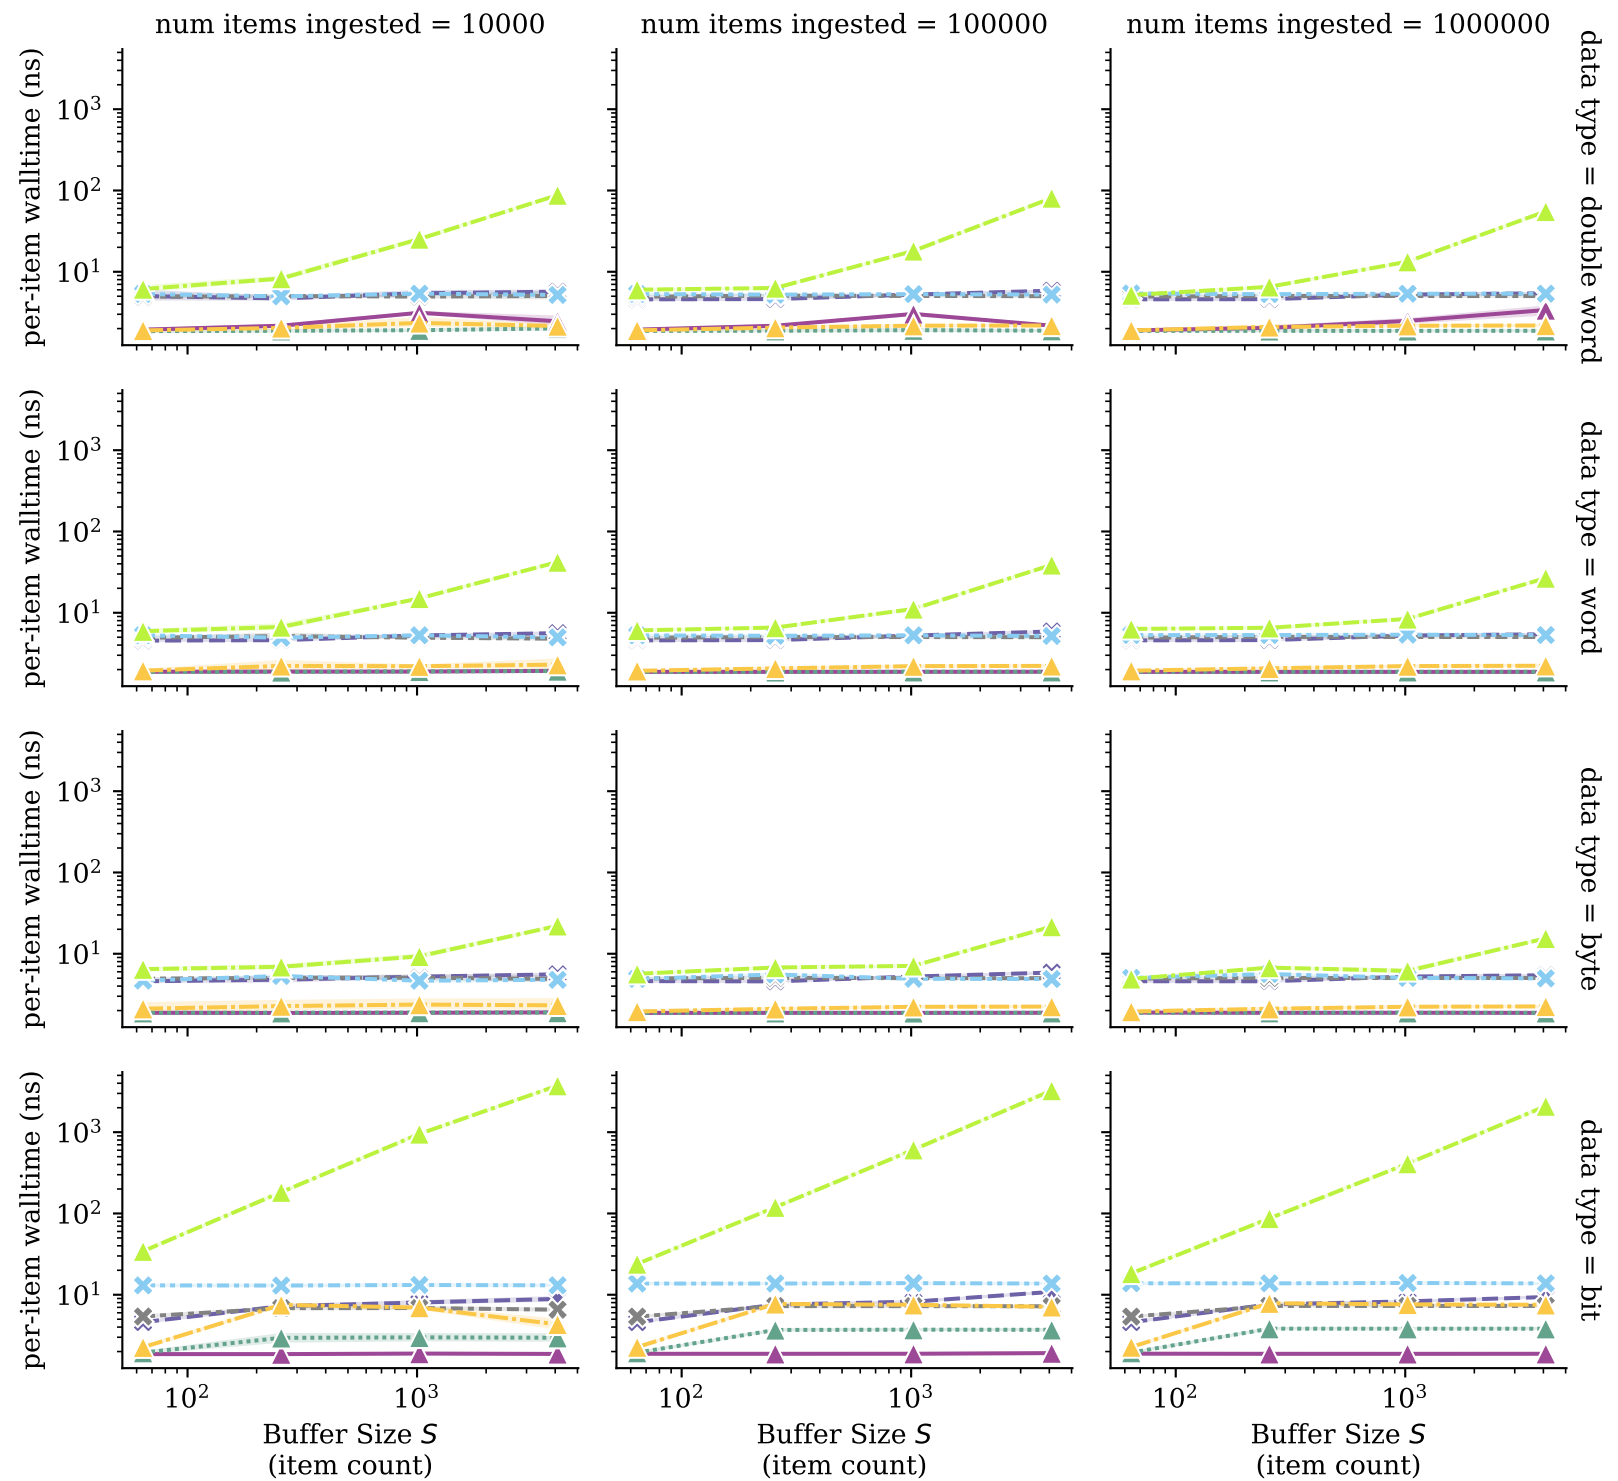 num items ingested = 10000
num items ingested = 100000
num items ingested = 1000000
per-item walltime (ns)
10³
10²
10¹
data type = double word
per-item walltime (ns)
10³
10²
10¹
data type = word
per-item walltime (ns)
10³
10²
10¹
data type = byte
per-item walltime (ns)
10³
10²
10¹
data type = bit
10² 10³
10² 10³
10² 10³
Buffer Size S
(item count)
Buffer Size S
(item count)
Buffer Size S
(item count)